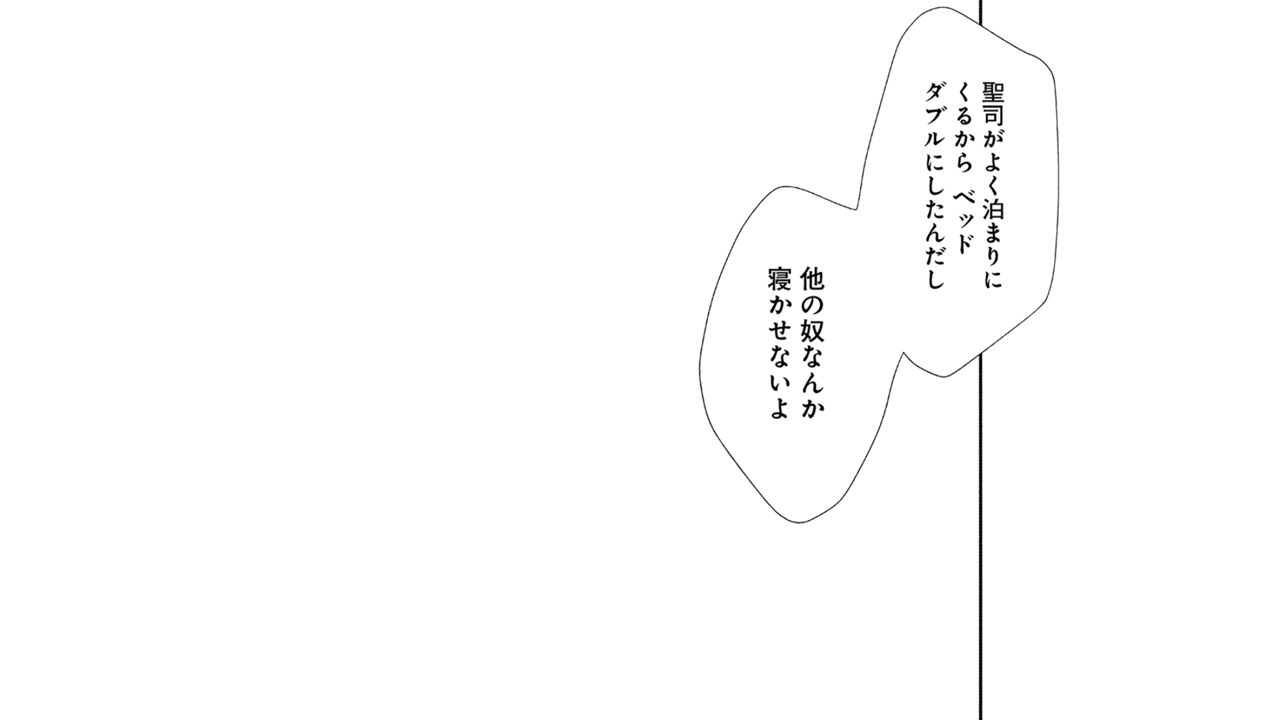 聖司がよく泊まりに
くるから ベッド
ダブルにしたんだし
他の奴なんか
寝かせないよ